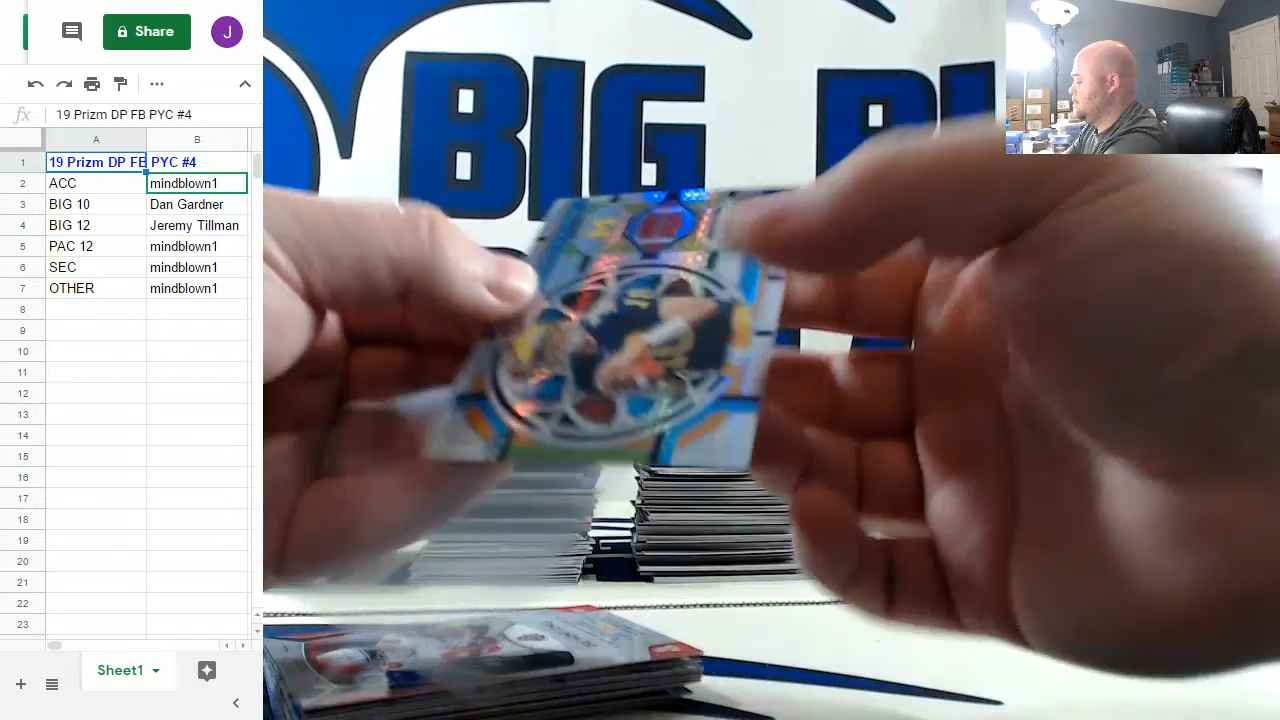 Share
J
fx 19 Prizm DP FB PYC #4
A B
1 19 Prizm DP FB PYC #4
2 ACC mindblown1
3 BIG 10 Dan Gardner
4 BIG 12 Jeremy Tillman
5 PAC 12 mindblown1
6 SEC mindblown1
7 OTHER mindblown1
8
9
10
11
12
13
14
15
16
17
18
19
20
21
22
23
Sheet1
BIG